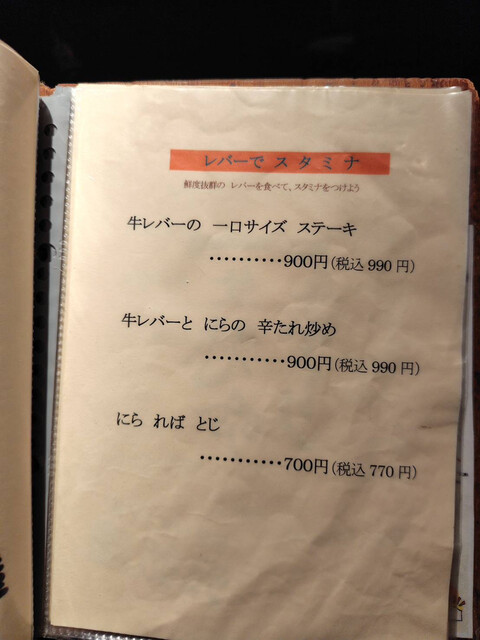 レバーで スタミナ
鮮度抜群の レバーを食べて、スタミナをつけよう
牛レバーの 一口サイズ ステーキ
‥‥‥‥‥900円(税込 990 円)
牛レバーと にらの 辛たれ炒め
‥‥‥‥‥・900円(税込 990 円)
にら れば とじ
‥‥‥‥‥・700円(税込 770 円)